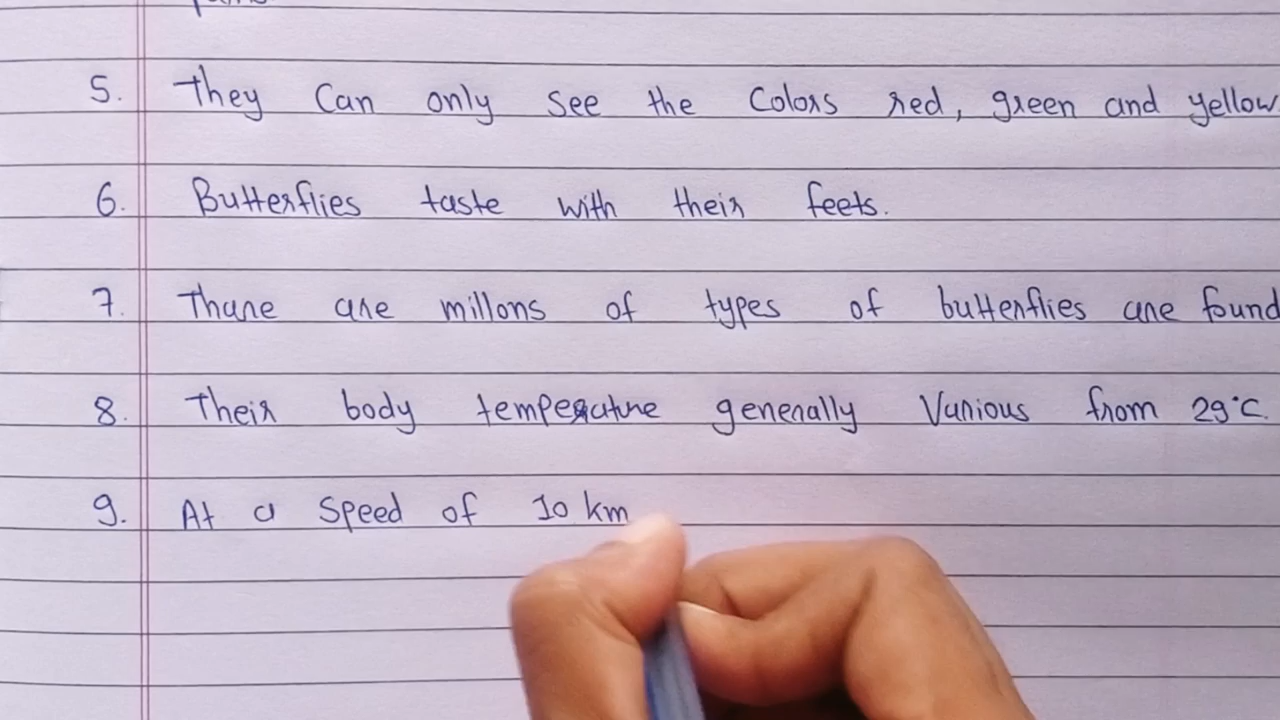 5. They Can only see the Colors red, green and yellow
6. Butterflies taste with their feets.
7. Thare are millons of types of butterflies are found
8. Their body temperature generally Various from 29°C.
9. At a speed of 10 km